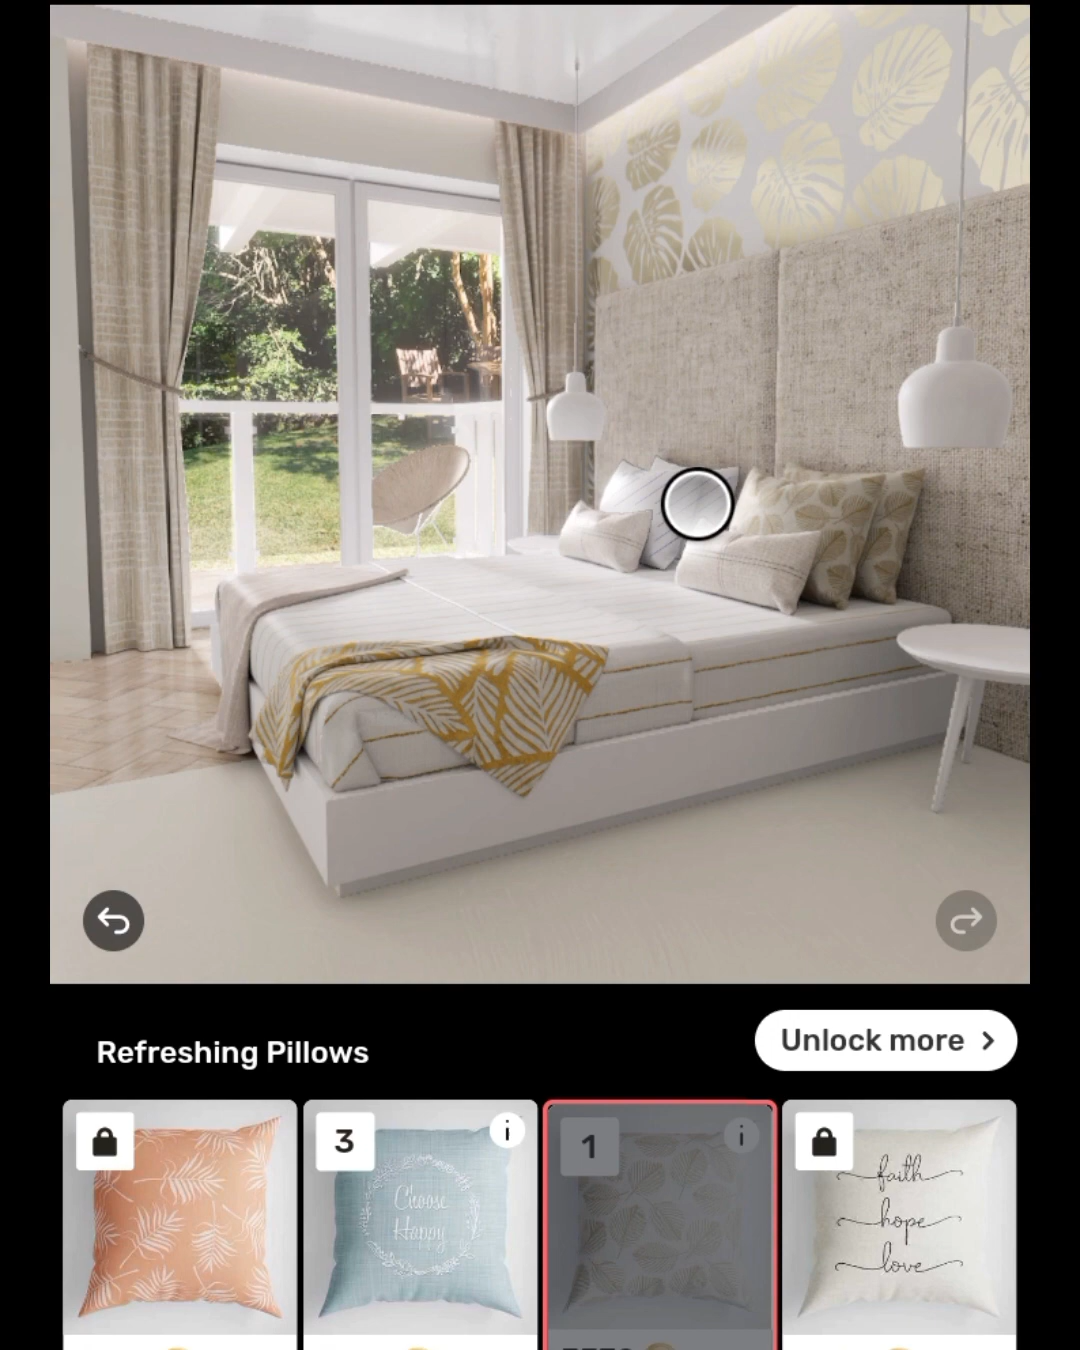 Refreshing Pillows
Unlock more
3
i
1
i
Choose
Happy
faith
hope
love